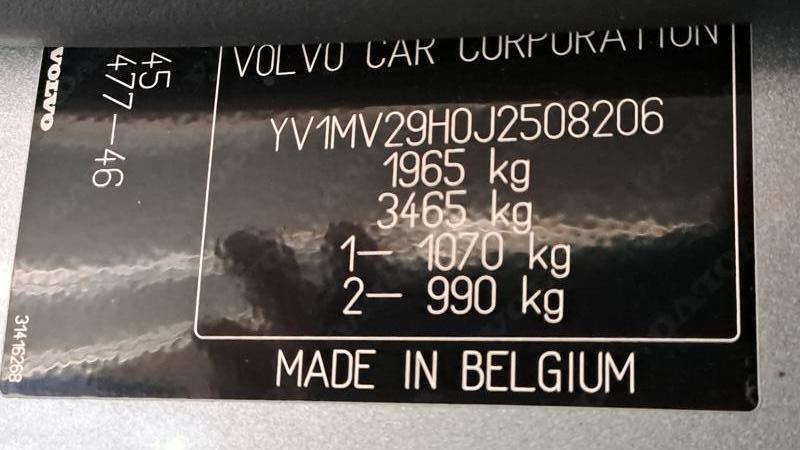 VOLVO CAR CORPORATION
YV1MV29H0J2508206
1965 kg
3465 kg
1— 1070 kg
2— 990 kg
MADE IN BELGIUM
VOLVO
45
477—46
31416268